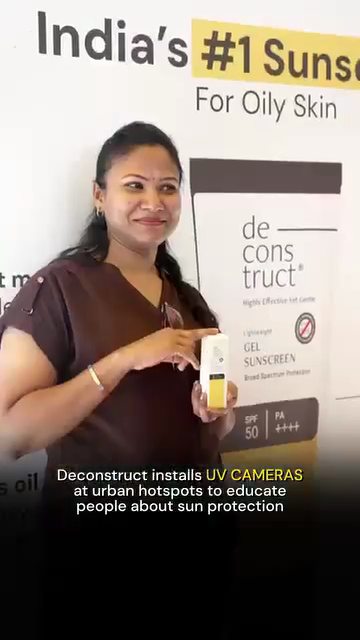 India's #1 Sunsc
For Oily Skin
de
cons
truct®
Highly Effective Yet Gentle
Lightweight
GEL
SUNSCREEN
Broad Spectrum Protection
SPF
50
PA
++++
s oil
Deconstruct installs UV CAMERAS
at urban hotspots to educate
people about sun protection